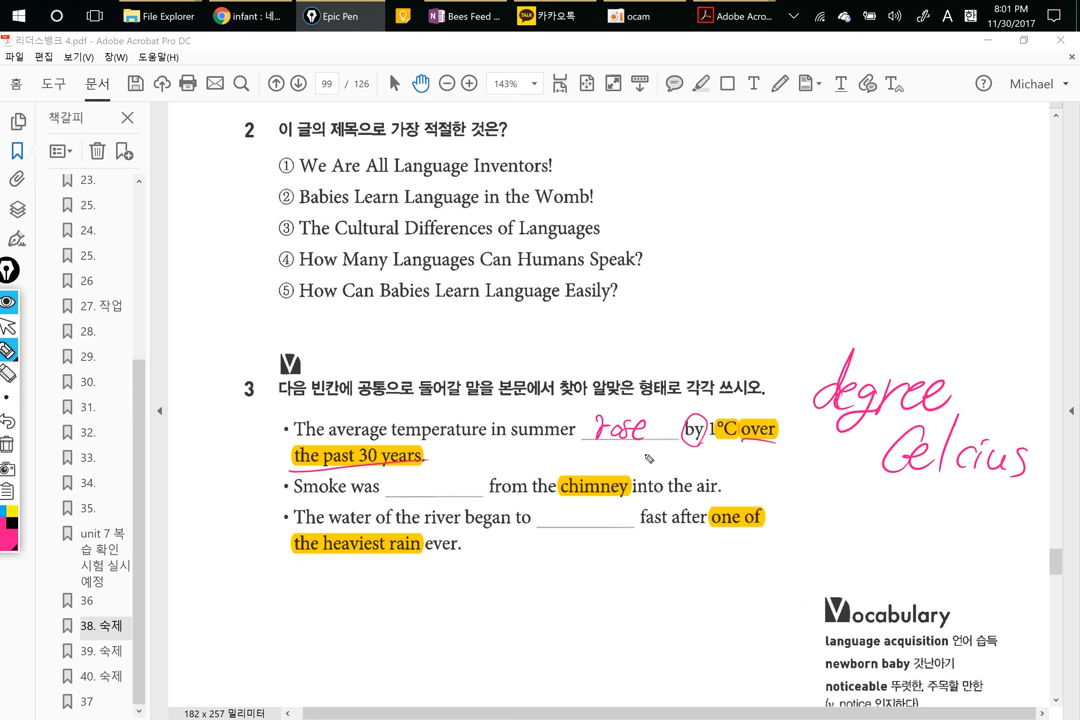 File Explorer
infant : 네...
Epic Pen
Bees Feed ...
카카오톡
ocam
Adobe Acro...
A 한
8:01 PM
11/30/2017
리더스뱅크 4.pdf - Adobe Acrobat Pro DC
파일 편집 보기(V) 창(W) 도움말(H)
홈 도구 문서
99 / 126
143%
Michael
책갈피
23.
25.
24.
25.
26
27. 작업
28.
29.
30.
31.
32.
33.
34.
35.
unit 7 복
습 확인
시험 실시
예정
36
38. 숙제
39. 숙제
40. 숙제
37
2 이 글의 제목으로 가장 적절한 것은?
① We Are All Language Inventors!
② Babies Learn Language in the Womb!
③ The Cultural Differences of Languages
④ How Many Languages Can Humans Speak?
⑤ How Can Babies Learn Language Easily?
V
3 다음 빈칸에 공통으로 들어갈 말을 본문에서 찾아 알맞은 형태로 각각 쓰시오.
• The average temperature in summer rose by 1°C over
the past 30 years.
• Smoke was __________ from the chimney into the air.
• The water of the river began to __________ fast after one of
the heaviest rain ever.
degree
Celcius
Vocabulary
language acquisition 언어 습득
newborn baby 갓난아기
noticeable 뚜렷한, 주목할 만한
(v. notice 인지하다)
182 x 257 밀리미터